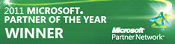 2011 MICROSOFT®
PARTNER OF THE YEAR
WINNER
Microsoft®
Partner Network